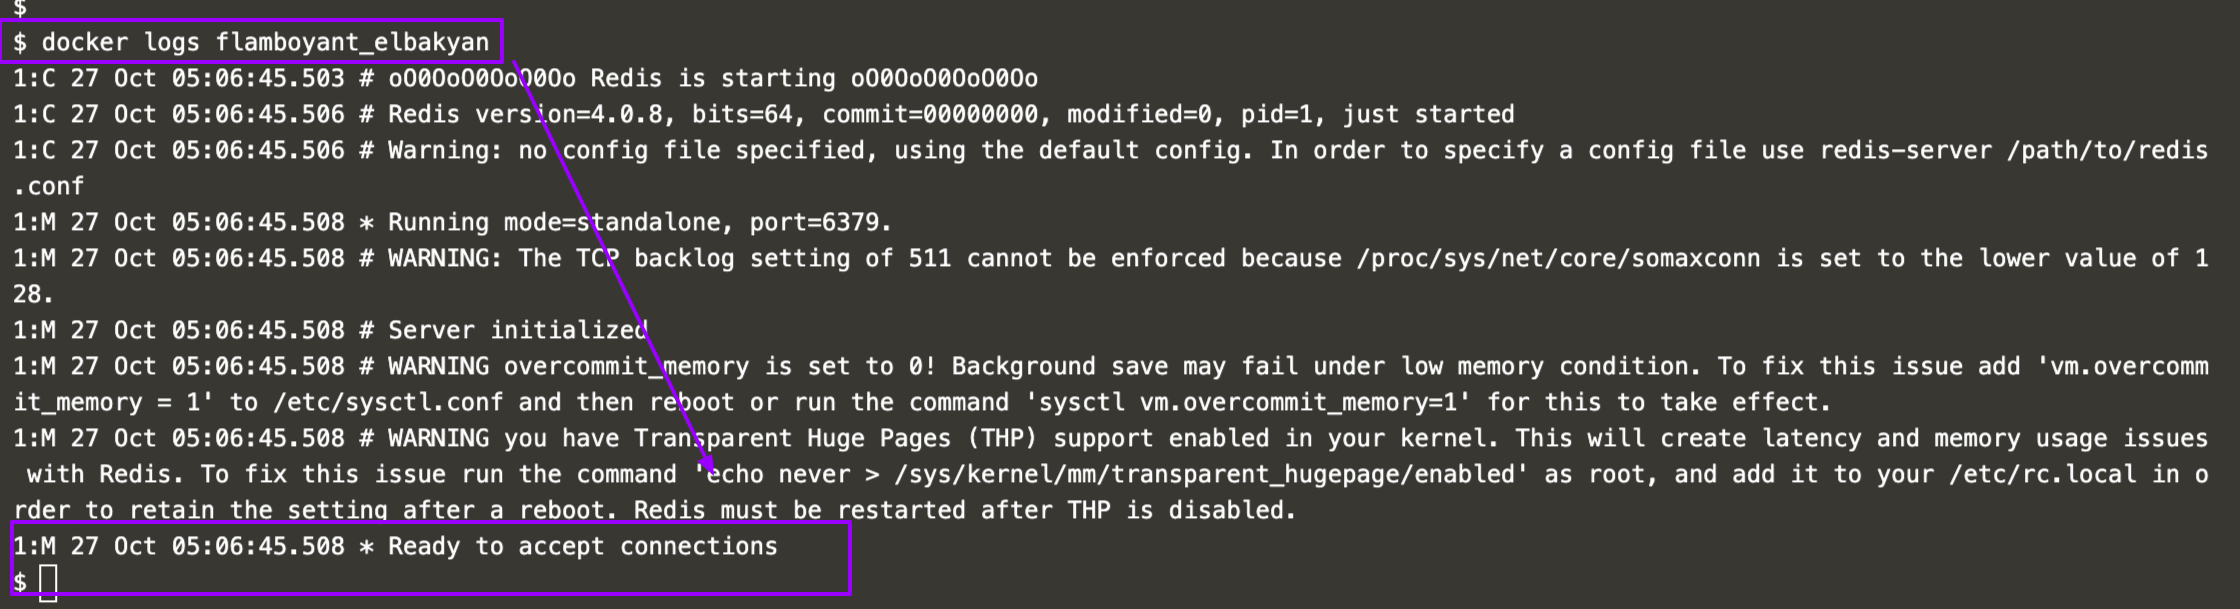 $
$ docker logs flamboyant_elbakyan
1:C 27 Oct 05:06:45.503 # oO0OoO0OoO0Oo Redis is starting oO0OoO0OoO0Oo
1:C 27 Oct 05:06:45.506 # Redis version=4.0.8, bits=64, commit=00000000, modified=0, pid=1, just started
1:C 27 Oct 05:06:45.506 # Warning: no config file specified, using the default config. In order to specify a config file use redis-server /path/to/redis
.conf
1:M 27 Oct 05:06:45.508 * Running mode=standalone, port=6379.
1:M 27 Oct 05:06:45.508 # WARNING: The TCP backlog setting of 511 cannot be enforced because /proc/sys/net/core/somaxconn is set to the lower value of 1
28.
1:M 27 Oct 05:06:45.508 # Server initialized
1:M 27 Oct 05:06:45.508 # WARNING overcommit_memory is set to 0! Background save may fail under low memory condition. To fix this issue add 'vm.overcomm
it_memory = 1' to /etc/sysctl.conf and then reboot or run the command 'sysctl vm.overcommit_memory=1' for this to take effect.
1:M 27 Oct 05:06:45.508 # WARNING you have Transparent Huge Pages (THP) support enabled in your kernel. This will create latency and memory usage issues
 with Redis. To fix this issue run the command 'echo never > /sys/kernel/mm/transparent_hugepage/enabled' as root, and add it to your /etc/rc.local in o
rder to retain the setting after a reboot. Redis must be restarted after THP is disabled.
1:M 27 Oct 05:06:45.508 * Ready to accept connections
$